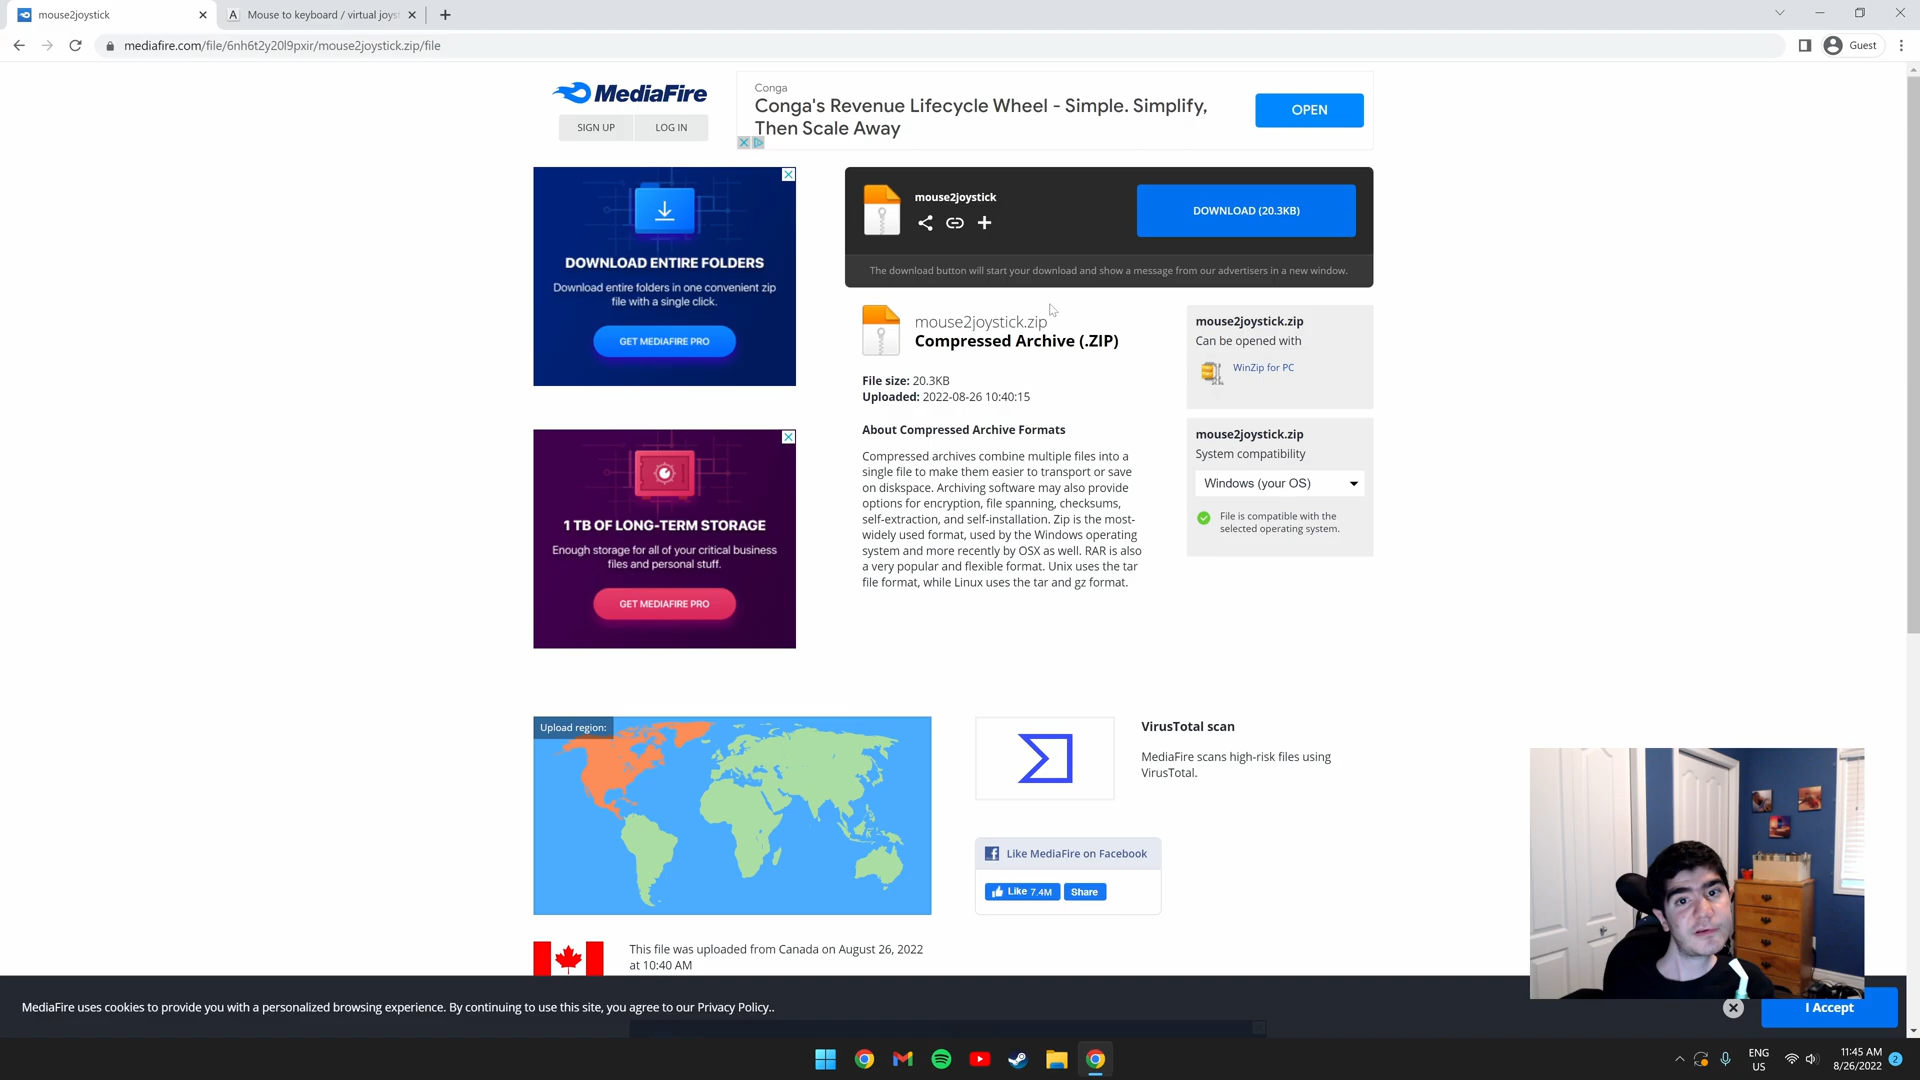 mouse2joystick
Mouse to keyboard / virtual joyst
mediafire.com/file/6nh6t2y20l9pxir/mouse2joystick.zip/file
Guest
MediaFire
SIGN UP
LOG IN
Conga
Conga's Revenue Lifecycle Wheel - Simple. Simplify,
Then Scale Away
OPEN
DOWNLOAD ENTIRE FOLDERS
Download entire folders in one convenient zip
file with a single click.
GET MEDIAFIRE PRO
mouse2joystick
DOWNLOAD (20.3KB)
The download button will start your download and show a message from our advertisers in a new window.
mouse2joystick.zip
Compressed Archive (.ZIP)
File size: 20.3KB
Uploaded: 2022-08-26 10:40:15
About Compressed Archive Formats
Compressed archives combine multiple files into a
single file to make them easier to transport or save
on diskspace. Archiving software may also provide
options for encryption, file spanning, checksums,
self-extraction, and self-installation. Zip is the most-
widely used format, used by the Windows operating
system and more recently by OSX as well. RAR is also
a very popular and flexible format. Unix uses the tar
file format, while Linux uses the tar and gz format.
mouse2joystick.zip
Can be opened with
WinZip for PC
mouse2joystick.zip
System compatibility
Windows (your OS)
File is compatible with the
selected operating system.
1 TB OF LONG-TERM STORAGE
Enough storage for all of your critical business
files and personal stuff.
GET MEDIAFIRE PRO
Upload region:
VirusTotal scan
MediaFire scans high-risk files using
VirusTotal.
Like MediaFire on Facebook
Like 7.4M
Share
This file was uploaded from Canada on August 26, 2022
at 10:40 AM
MediaFire uses cookies to provide you with a personalized browsing experience. By continuing to use this site, you agree to our Privacy Policy..
I Accept
ENG
US
11:45 AM
8/26/2022
2